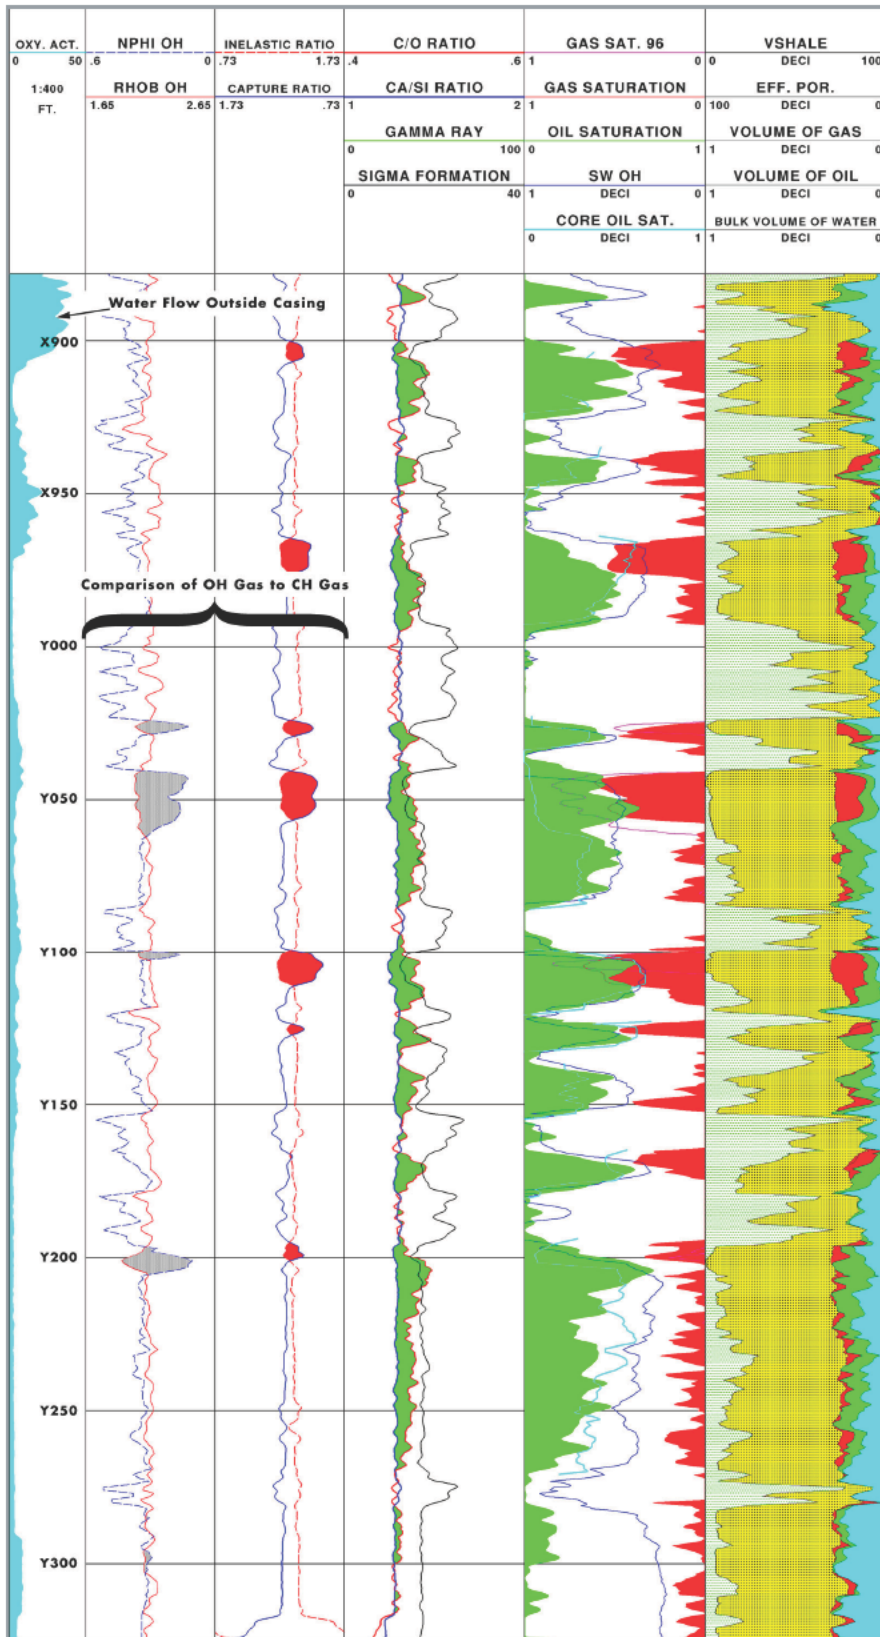 OXY. ACT. NPHI OH INELASTIC RATIO C/O RATIO GAS SAT. 96 VSHALE
0 50 .6 0 .73 1.73 .4 .6 1 0 0 DECI 100
1:400 RHOB OH CAPTURE RATIO CA/SI RATIO GAS SATURATION EFF. POR.
FT. 1.65 2.65 1.73 .73 1 2 1 0 100 DECI 0
GAMMA RAY OIL SATURATION VOLUME OF GAS
0 100 0 1 1 DECI 0
SIGMA FORMATION SW OH VOLUME OF OIL
0 40 1 DECI 0 1 DECI 0
CORE OIL SAT. BULK VOLUME OF WATER
0 DECI 1 1 DECI 0
Water Flow Outside Casing
X900
X950
Comparison of OH Gas to CH Gas
Y000
Y050
Y100
Y150
Y200
Y250
Y300